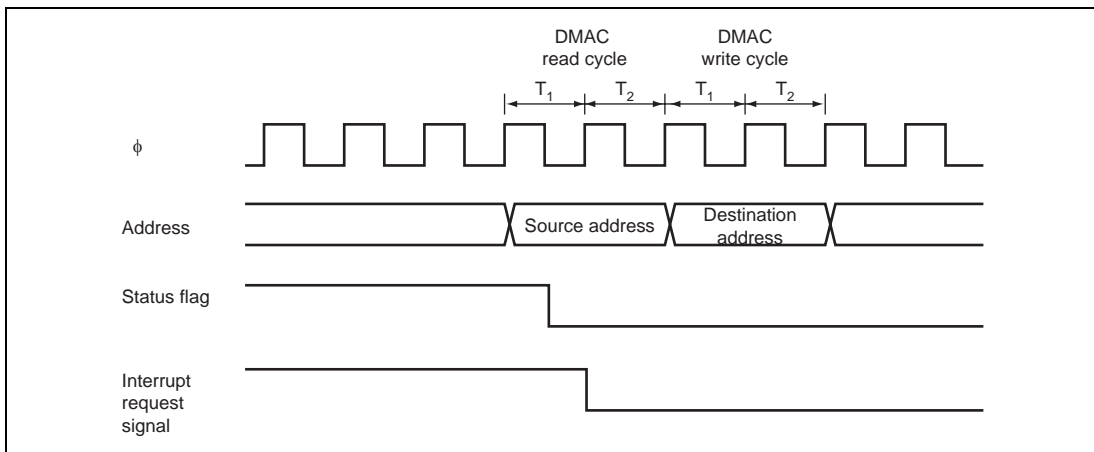 DMAC
read cycle
DMAC
write cycle
T1 T2 T1 T2
ϕ
Address
Source address
Destination
address
Status flag
Interrupt
request
signal